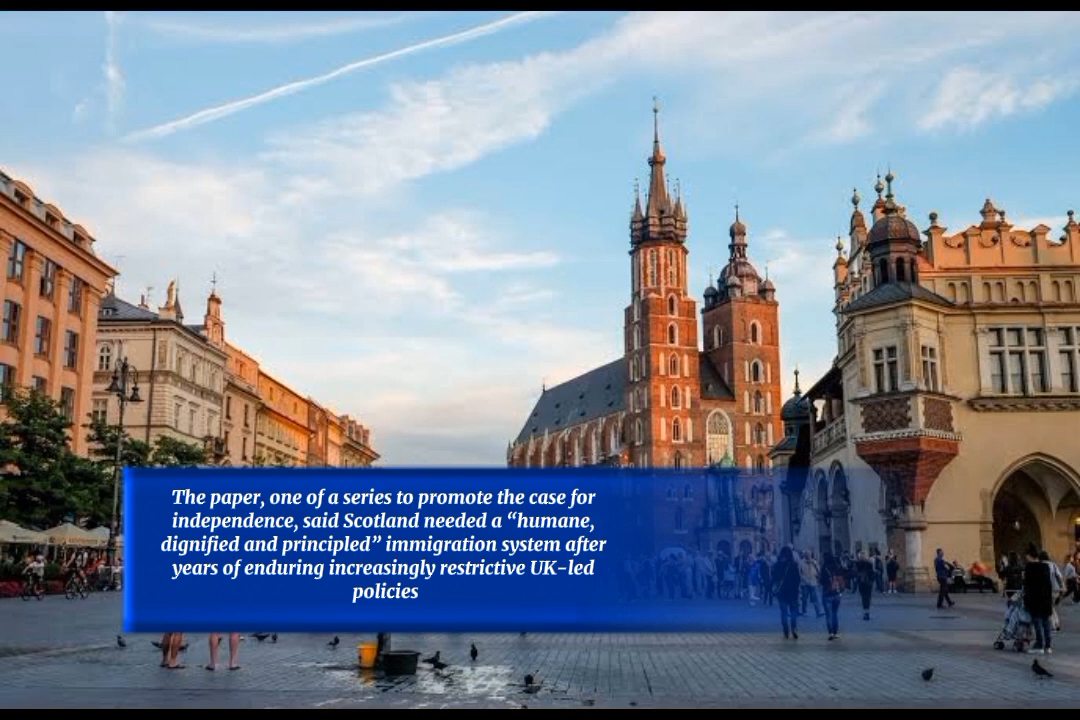 The paper, one of a series to promote the case for
independence, said Scotland needed a “humane,
dignified and principled” immigration system after
years of enduring increasingly restrictive UK-led
policies